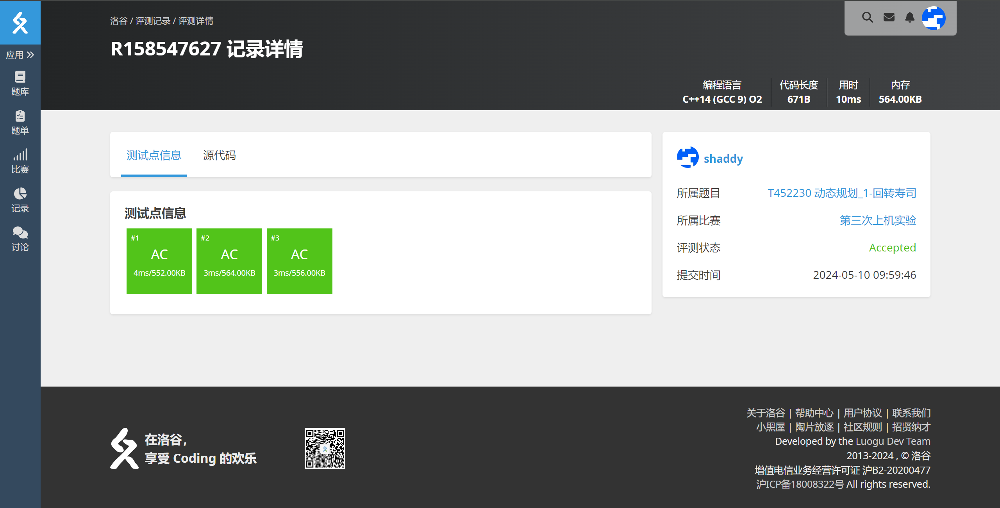 洛谷 / 评测记录 / 评测详情
R158547627 记录详情
应用
题库
题单
比赛
记录
讨论
编程语言 代码长度 用时 内存
C++14 (GCC 9) O2 671B 10ms 564.00KB
测试点信息 源代码
测试点信息
#1 #2 #3
AC AC AC
4ms/552.00KB 3ms/564.00KB 3ms/556.00KB
shaddy
所属题目 T452230 动态规划_1-回转寿司
所属比赛 第三次上机实验
评测状态 Accepted
提交时间 2024-05-10 09:59:46
在洛谷，
享受 Coding 的欢乐
关于洛谷 | 帮助中心 | 用户协议 | 联系我们
小黑屋 | 陶片放逐 | 社区规则 | 招贤纳才
Developed by the Luogu Dev Team
2013-2024 , © 洛谷
增值电信业务经营许可证 沪B2-20200477
沪ICP备18008322号 All rights reserved.